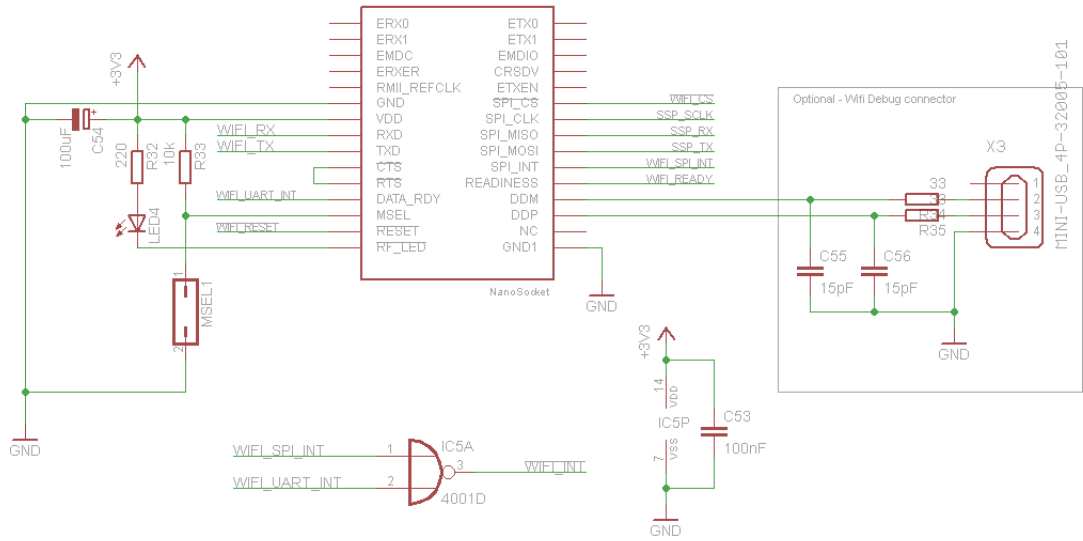 +3V3
100uF
C54
220
R32
10k
R33
LED4
WIFI_RX
WIFI_TX
WIFI_UART_INT
WIFI_RESET
1
MSEL1
2
GND
ERX0
ERX1
EMDC
ERXER
RMII_REFCLK
GND
VDD
RXD
TXD
CTS
RTS
DATA_RDY
MSEL
RESET
RF_LED
ETX0
ETX1
EMDIO
CRSDV
ETXEN
SPI_CS
SPI_CLK
SPI_MISO
SPI_MOSI
SPI_INT
READINESS
DDM
DDP
NC
GND1
NanoSocket
WIFI_CS
SSP_SCLK
SSP_RX
SSP_TX
WIFI_SPI_INT
WIFI_READY
GND
Optional - Wifi Debug connector
MINI-USB_4P-32005-101
X3
33
33
R34
R35
1
2
3
4
C55
15pF
C56
15pF
GND
WIFI_SPI_INT
WIFI_UART_INT
1
2
IC5A
3
4001D
WIFI_INT
+3V3
14
VDD
IC5P
7
VSS
C53
100nF
GND